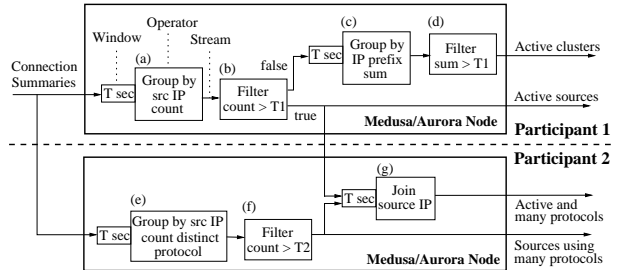 Connection
Summaries
Window
Operator
Stream
(a)
T sec
Group by
src IP
count
(b)
Filter
count > T1
false
true
(c)
T sec
Group by
IP prefix
sum
(d)
Filter
sum > T1
Active clusters
Active sources
Medusa/Aurora Node
Participant 1
Participant 2
(e)
T sec
Group by src IP
count distinct
protocol
(f)
Filter
count > T2
(g)
T sec
Join
source IP
Active and
many protocols
Sources using
many protocols
Medusa/Aurora Node